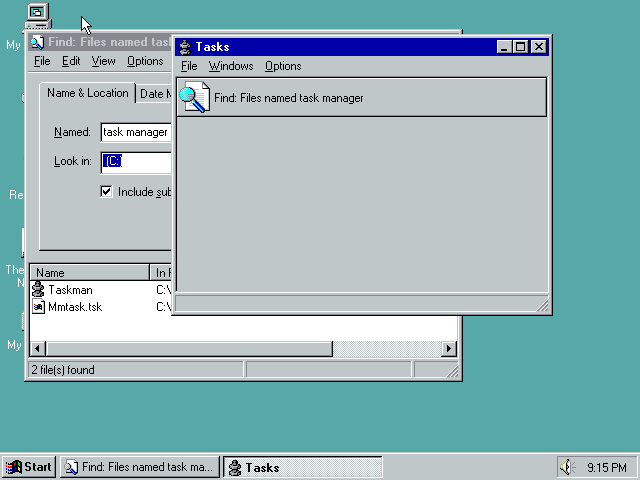 My
Find: Files named tas
File Edit View Options
Name & Location
Date M
Named: task manager
Look in: (C:)
Include sub
Name In F
Taskman C:\
Mmtask.tsk C:\
2 file(s) found
Tasks
File Windows Options
Find: Files named task manager
Re
The
N
My
Start
Find: Files named task ma...
Tasks
9:15 PM